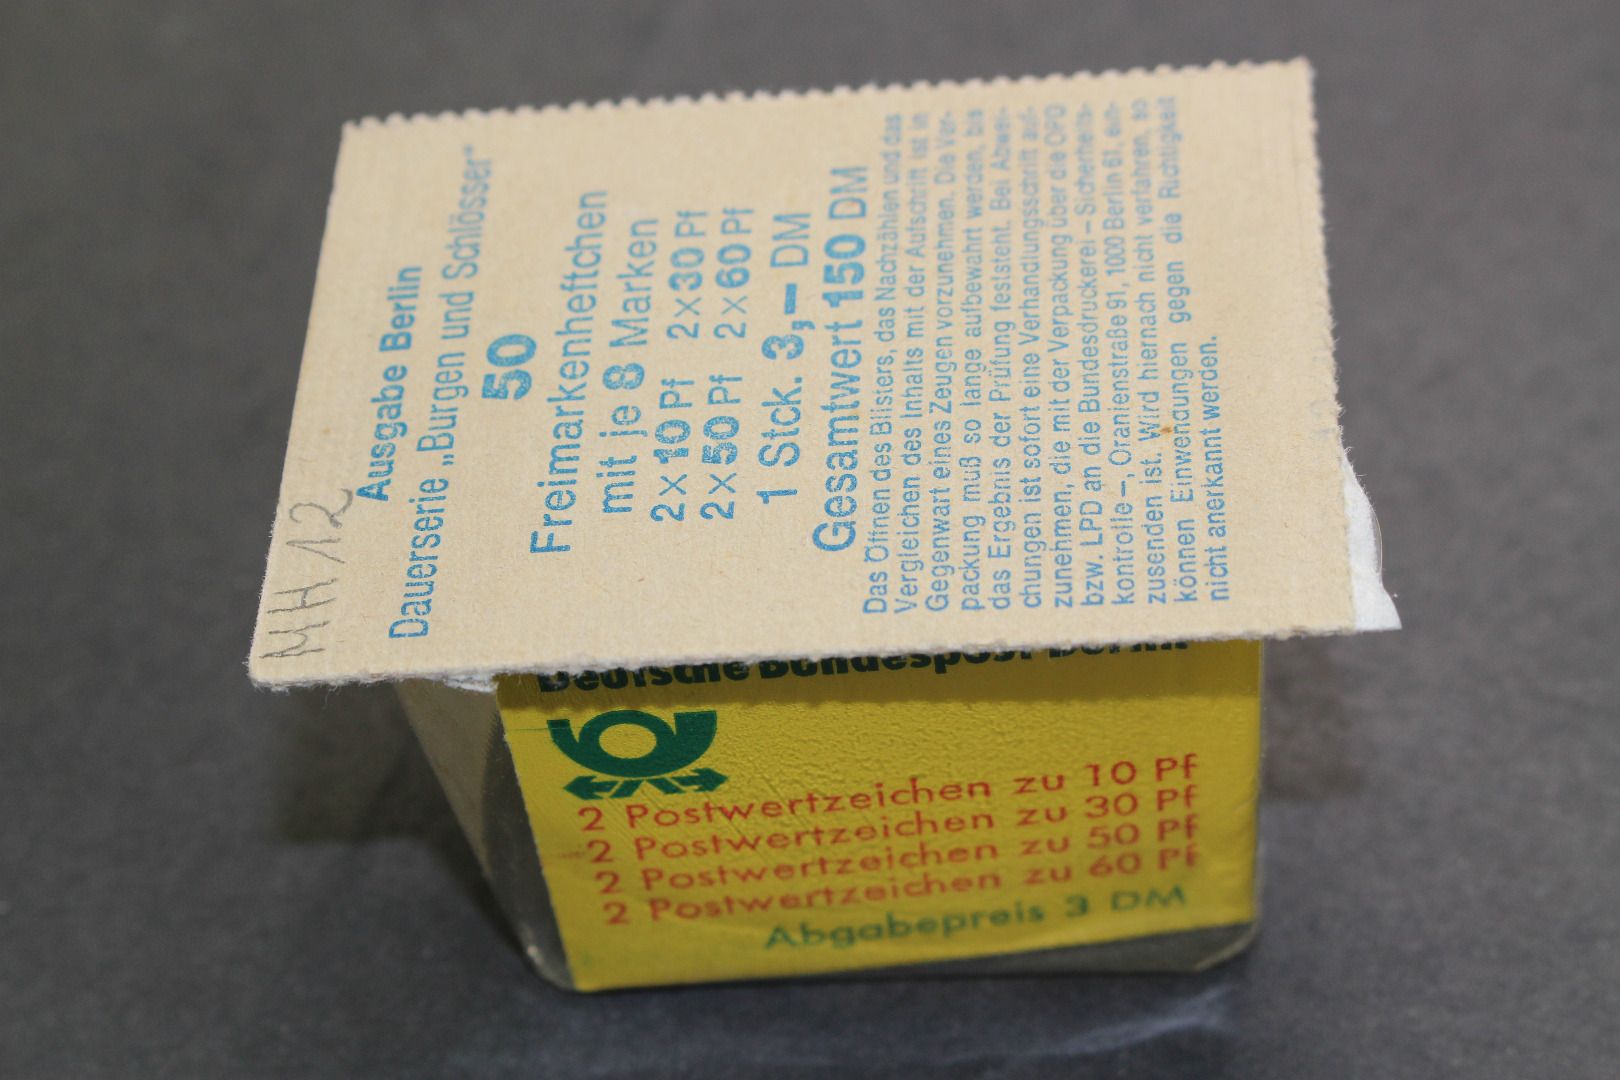 MH 12
Ausgabe Berlin
Dauerserie „Burgen und Schlösser"
50
Freimarkenheftchen
mit je 8 Marken
2×10 Pf 2×30 Pf
2×50 Pf 2×60 Pf
1 Stck. 3,– DM
Gesamtwert 150 DM
Das Öffnen des Blisters, das Nachzählen und das
Vergleichen des Inhalts mit der Aufschrift ist in
Gegenwart eines Zeugen vorzunehmen. Die Ver-
packung muß so lange aufbewahrt werden, bis
das Ergebnis der Prüfung feststeht. Bei Abwei-
chungen ist sofort eine Verhandlungsschrift auf-
zunehmen, die mit der Verpackung über die OPD
bzw. LPD an die Bundesdruckerei – Sicherheits-
kontrolle –, Oranienstraße 91, 1000 Berlin 61, ein-
zusenden ist. Wird hiernach nicht verfahren, so
können Einwendungen gegen die Richtigkeit
nicht anerkannt werden.
Deutsche Bundespost Berlin
2 Postwertzeichen zu 10 Pf
2 Postwertzeichen zu 30 Pf
2 Postwertzeichen zu 50 Pf
2 Postwertzeichen zu 60 Pf
Abgabepreis 3 DM